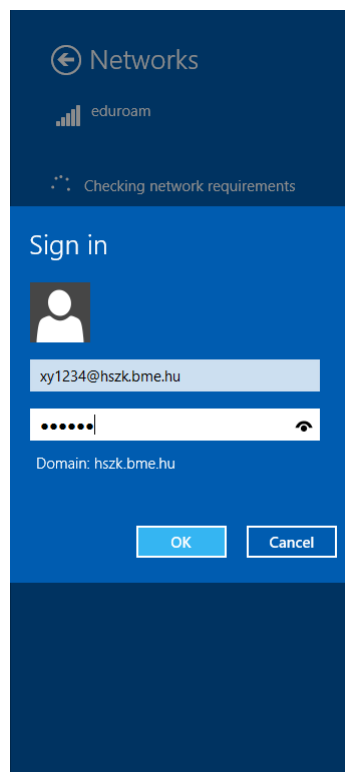 Networks
eduroam
Checking network requirements
Sign in
xy1234@hszk.bme.hu
••••••
Domain: hszk.bme.hu
OK
Cancel